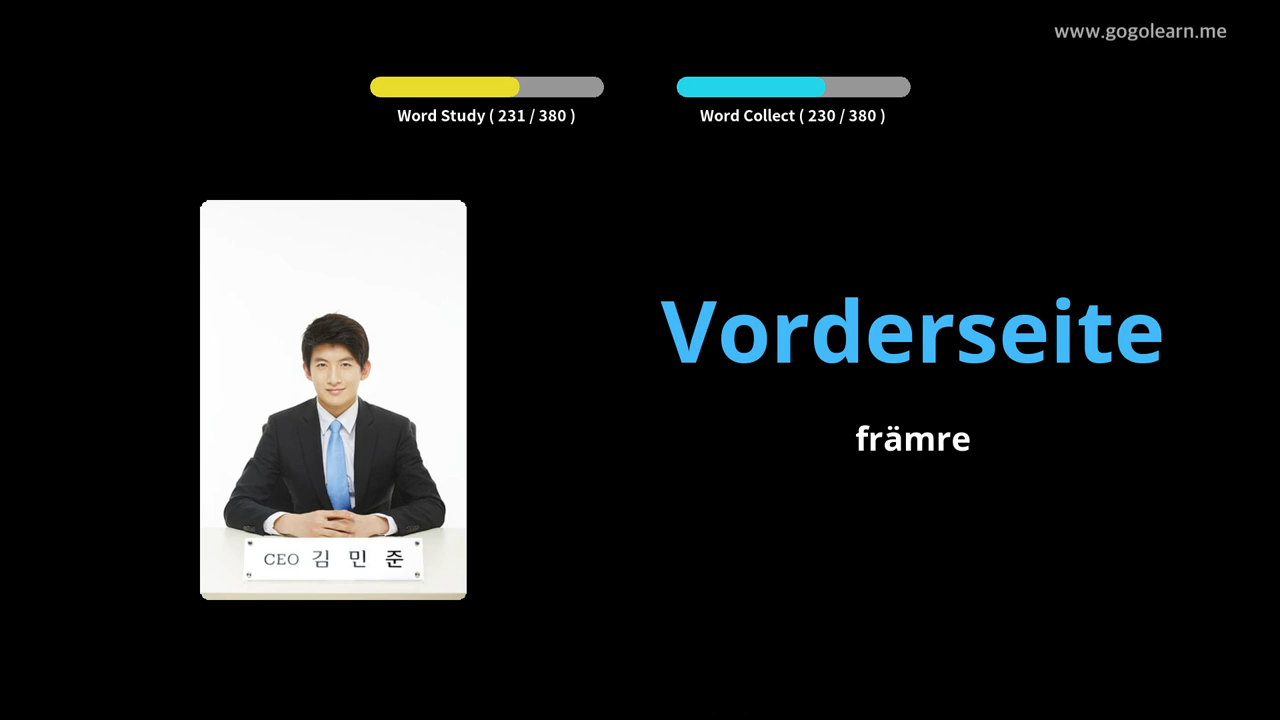 www.gogolearn.me
Word Study ( 231 / 380 )
Word Collect ( 230 / 380 )
Vorderseite
främre
CEO 김 민 준